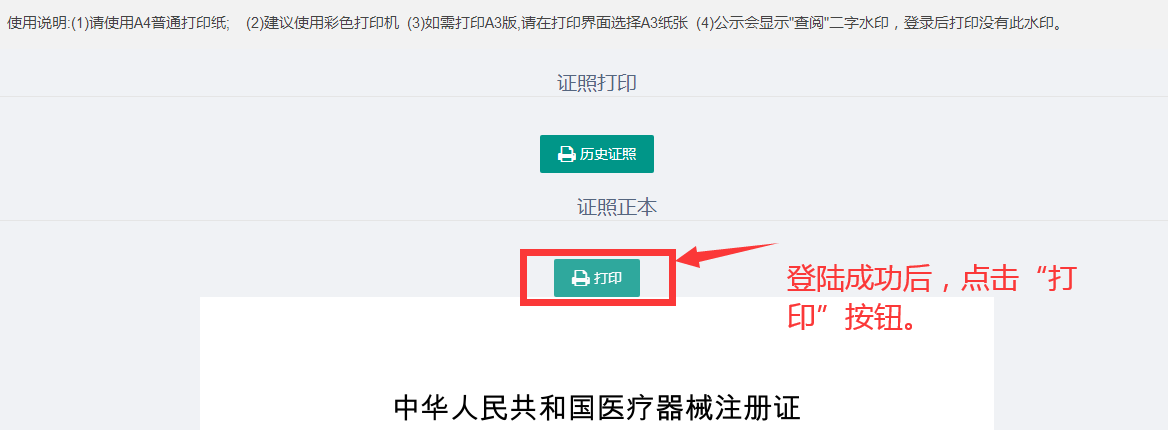 使用说明:(1)请使用A4普通打印纸; (2)建议使用彩色打印机 (3)如需打印A3版,请在打印界面选择A3纸张 (4)公示会显示"查阅"二字水印，登录后打印没有此水印。
证照打印
历史证照
证照正本
打印
登陆成功后，点击“打
印”按钮。
中华人民共和国医疗器械注册证